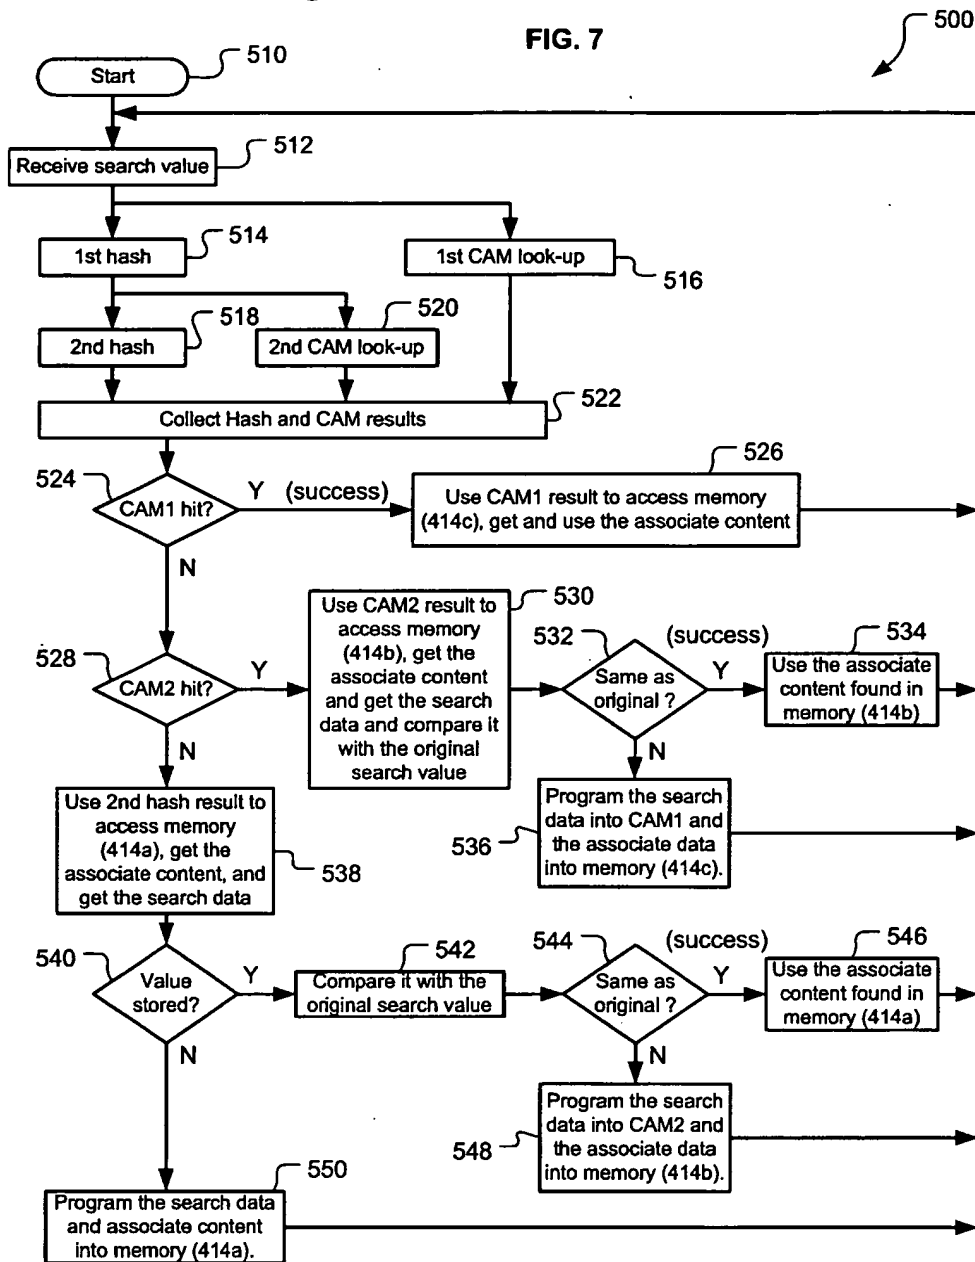 FIG. 7
500
Start
510
512
Receive search value
514
1st hash
1st CAM look-up
516
518
520
2nd hash
2nd CAM look-up
Collect Hash and CAM results
522
524
CAM1 hit?
Y (success)
N
526
Use CAM1 result to access memory
(414c), get and use the associate content
528
CAM2 hit?
Y
N
530
Use CAM2 result to
access memory
(414b), get the
associate content
and get the search
data and compare it
with the original
search value
532
Same as
original ?
(success)
Y
N
534
Use the associate
content found in
memory (414b)
536
Program the search
data into CAM1 and
the associate data
into memory (414c).
Use 2nd hash result to
access memory
(414a), get the
associate content, and
get the search data
538
540
Value
stored?
Y
N
542
Compare it with the
original search value
544
Same as
original ?
(success)
Y
N
546
Use the associate
content found in
memory (414a)
548
Program the search
data into CAM2 and
the associate data
into memory (414b).
550
Program the search data
and associate content
into memory (414a).